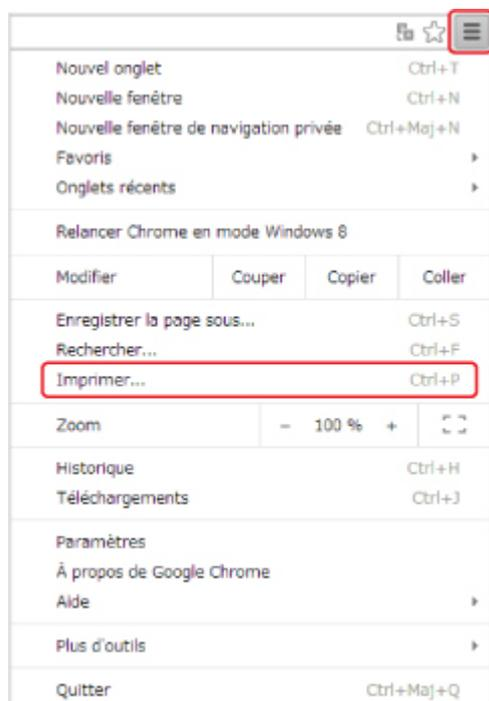 Nouvel onglet Ctrl+T
Nouvelle fenêtre Ctrl+N
Nouvelle fenêtre de navigation privée Ctrl+Maj+N
Favoris
Onglets récents
Relancer Chrome en mode Windows 8
Modifier Couper Copier Coller
Enregistrer la page sous... Ctrl+S
Rechercher... Ctrl+F
Imprimer... Ctrl+P
Zoom - 100 % +
Historique Ctrl+H
Téléchargements Ctrl+J
Paramètres
À propos de Google Chrome
Aide
Plus d'outils
Quitter Ctrl+Maj+Q